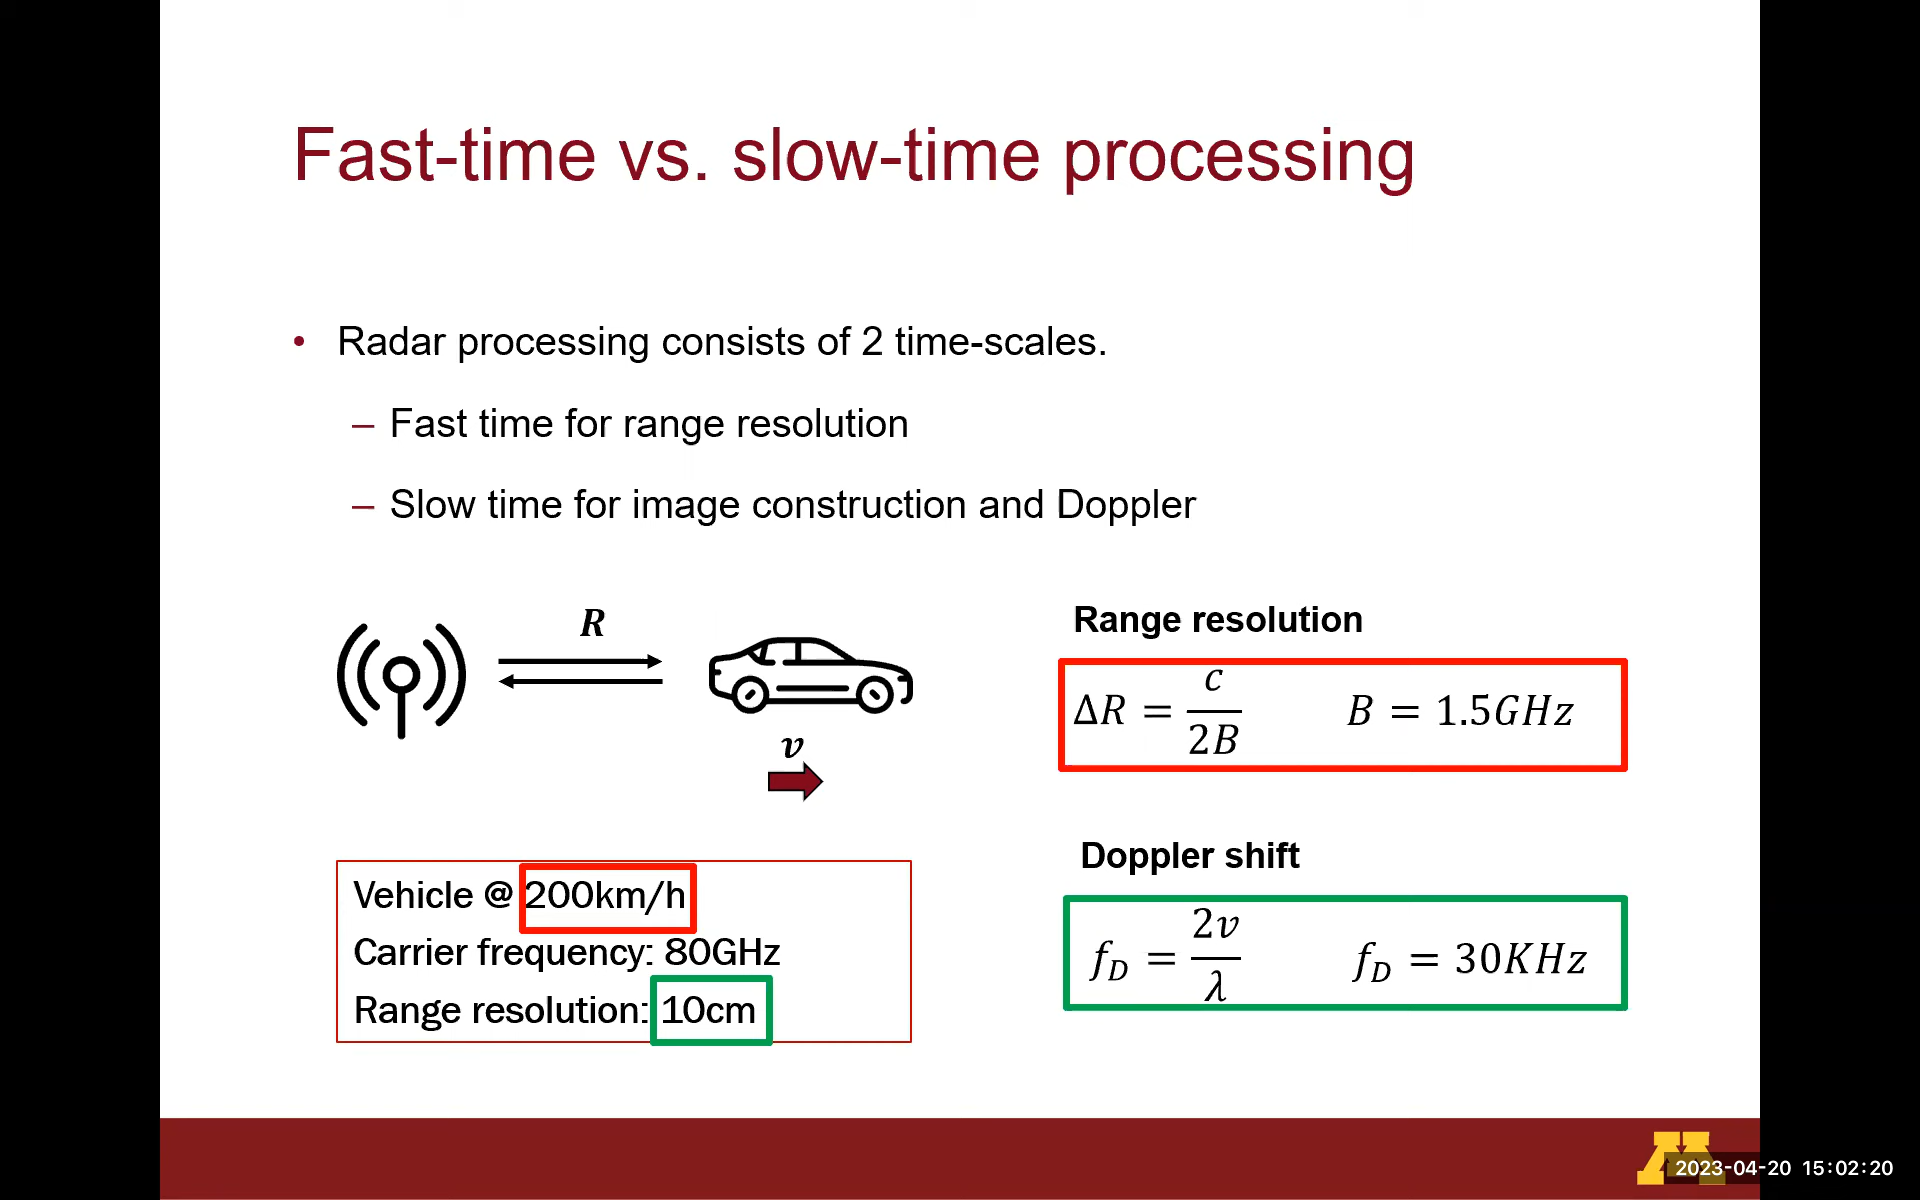 Fast-time vs. slow-time processing
• Radar processing consists of 2 time-scales.
– Fast time for range resolution
– Slow time for image construction and Doppler
R
v
Vehicle @ 200km/h
Carrier frequency: 80GHz
Range resolution: 10cm
Range resolution
ΔR = c/2B B = 1.5GHz
Doppler shift
f_D = 2v/λ f_D = 30KHz
M
2023-04-20 15:02:20